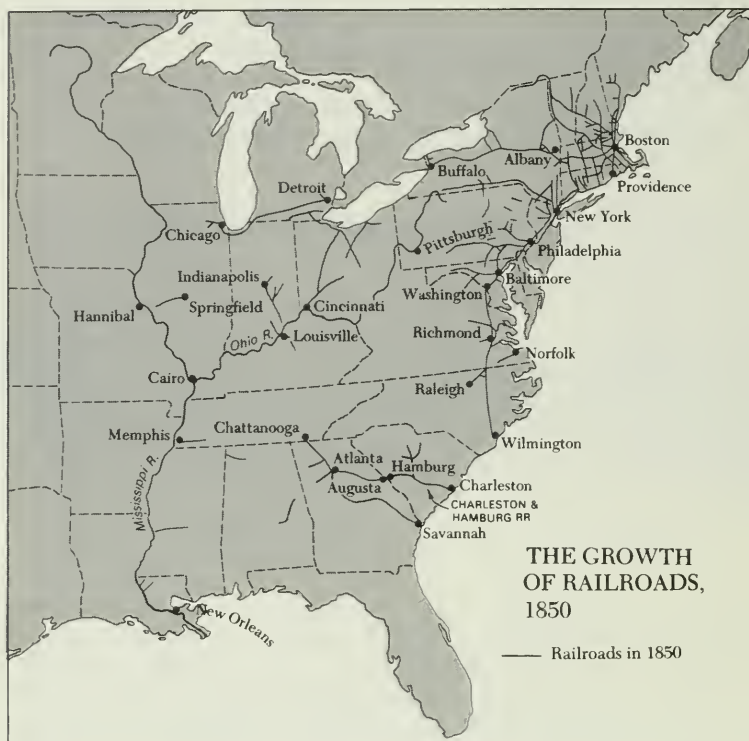 Boston
Albany
Buffalo
Providence
Detroit
New York
Chicago
Pittsburgh
Philadelphia
Indianapolis
Baltimore
Washington
Springfield
Cincinnati
Hannibal
Ohio R.
Louisville
Richmond
Norfolk
Cairo
Raleigh
Memphis
Chattanooga
Wilmington
Atlanta
Hamburg
Mississippi R.
Augusta
Charleston
CHARLESTON &
HAMBURG RR
Savannah
THE GROWTH
OF RAILROADS,
1850
New Orleans
Railroads in 1850